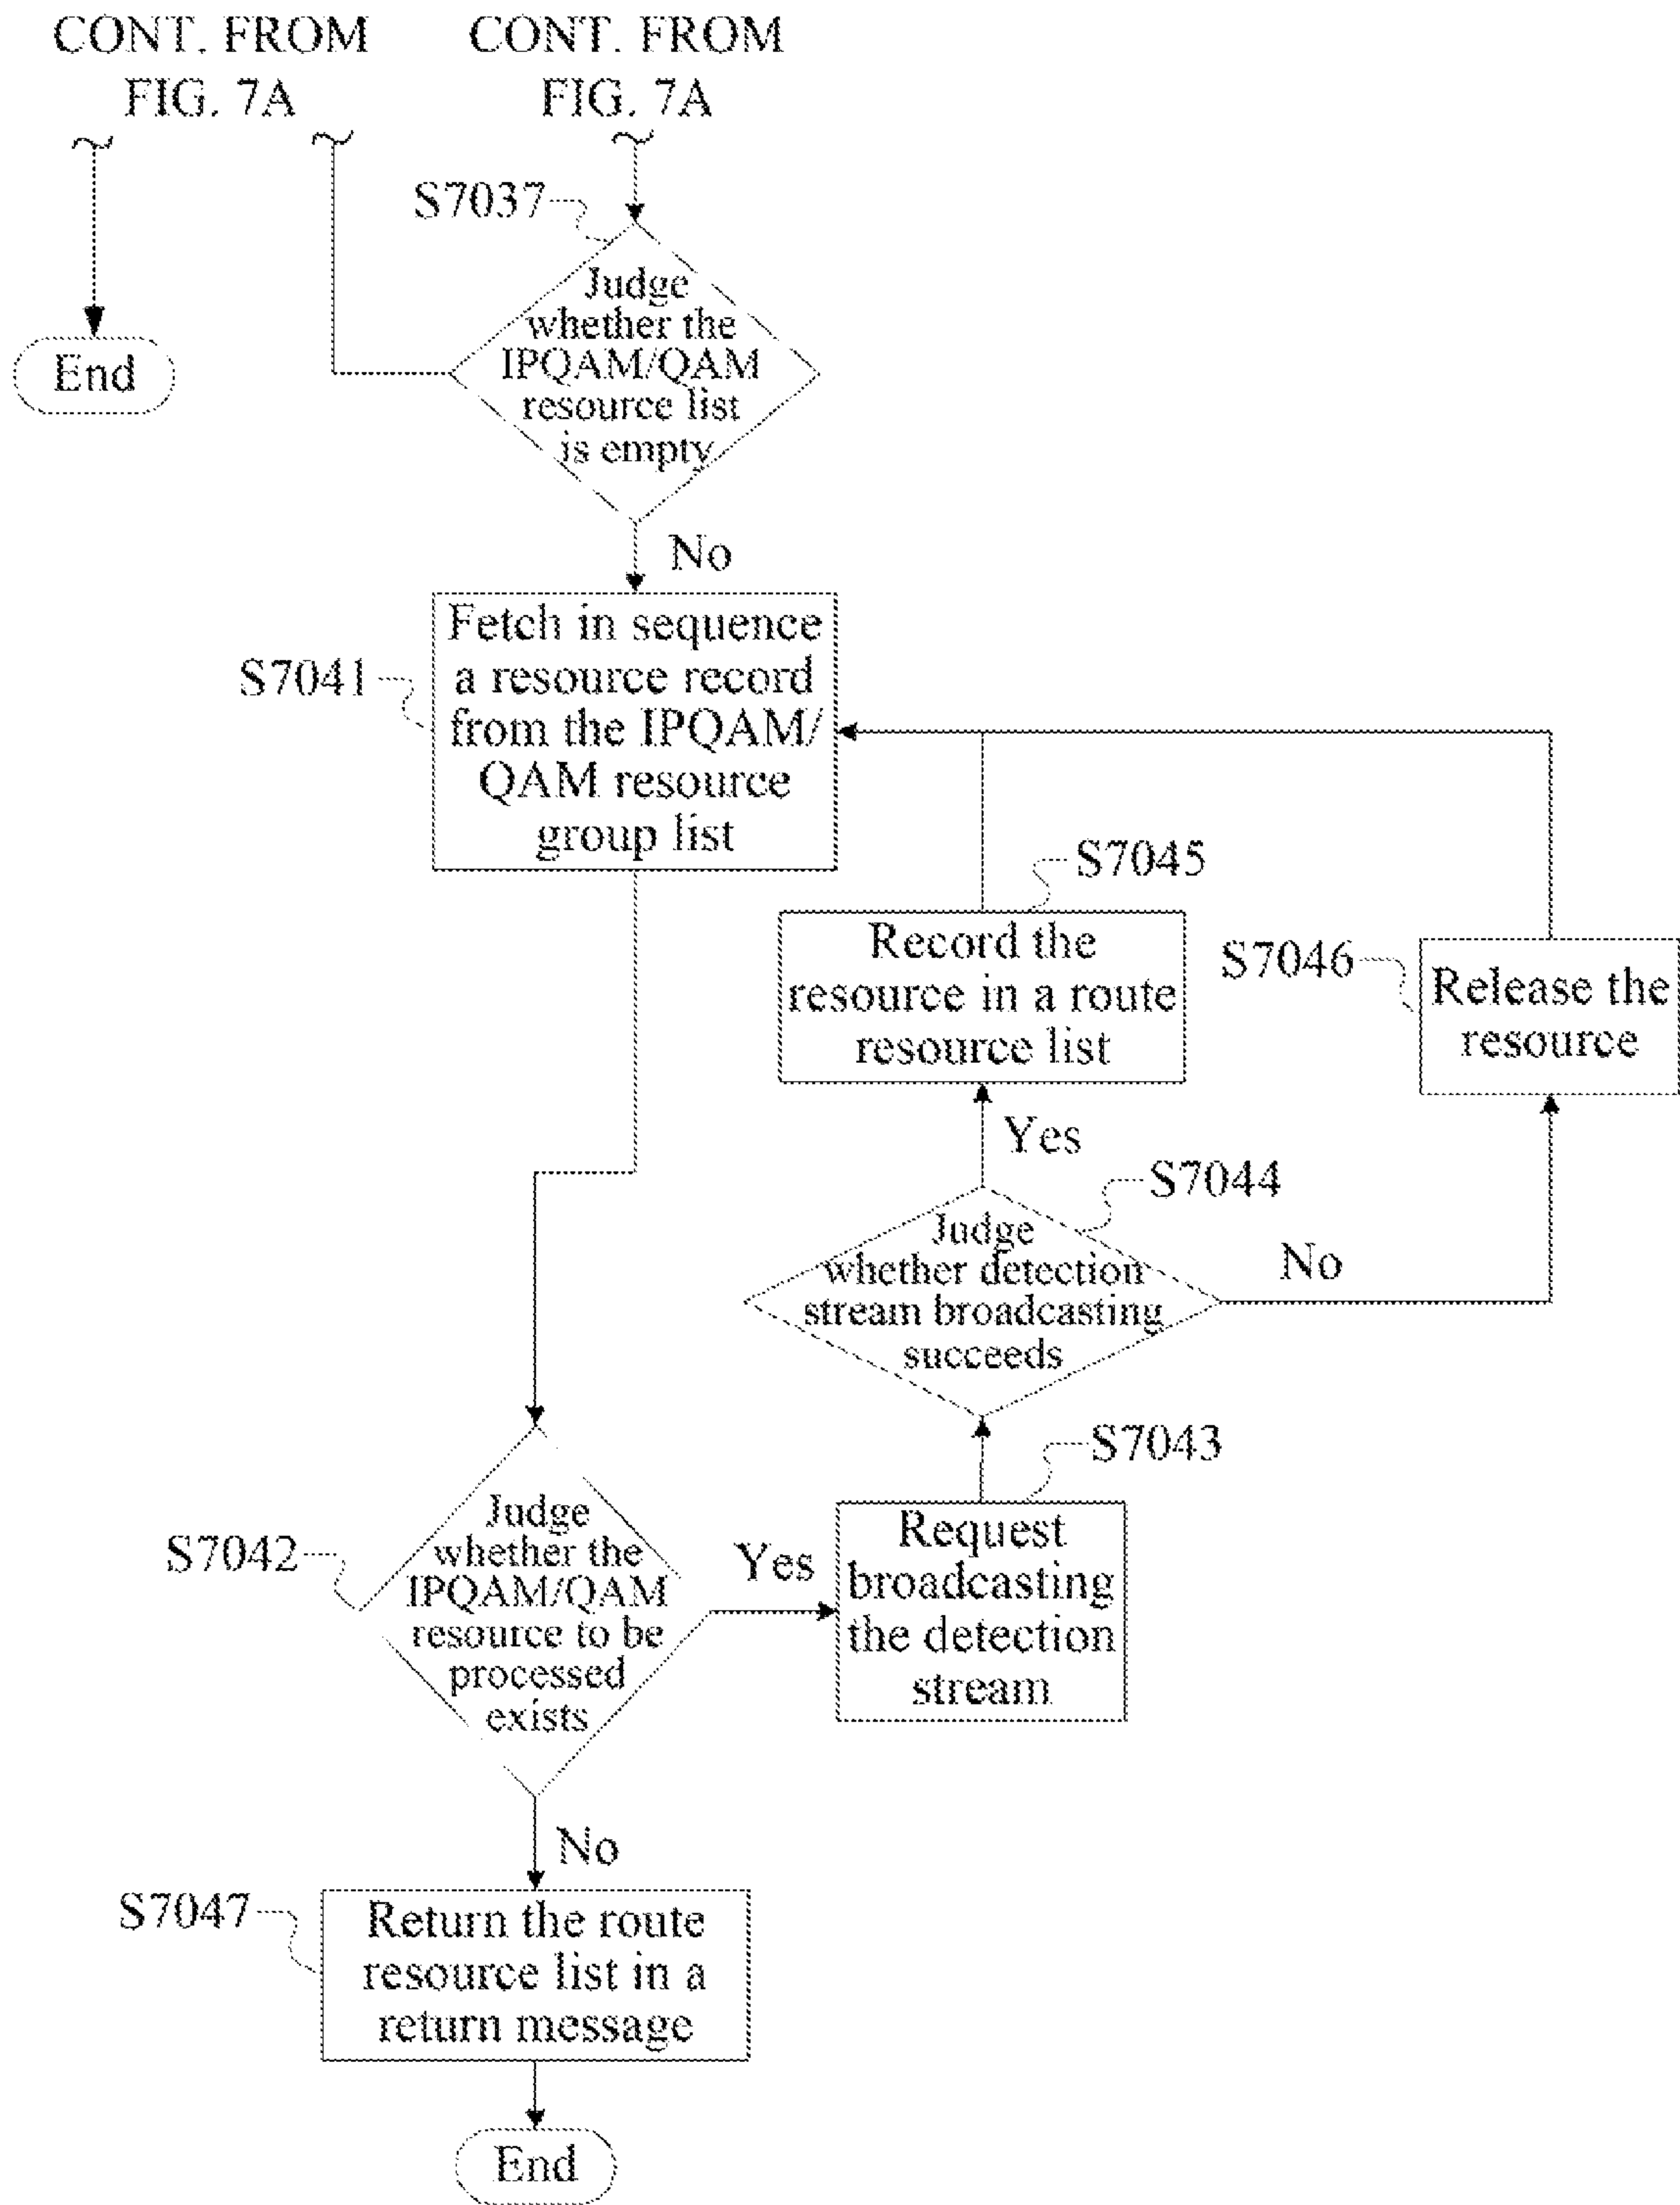 CONT. FROM
FIG. 7A
CONT. FROM
FIG. 7A
S7037
Judge
whether the
IPQAM/QAM
resource list
is empty
End
No
S7041
Fetch in sequence
a resource record
from the IPQAM/
QAM resource
group list
S7045
Record the
resource in a route
resource list
S7046
Release the
resource
Yes
S7044
Judge
whether detection
stream broadcasting
succeeds
No
S7043
Request
broadcasting
the detection
stream
S7042
Judge
whether the
IPQAM/QAM
resource to be
processed
exists
Yes
No
S7047
Return the route
resource list in a
return message
End